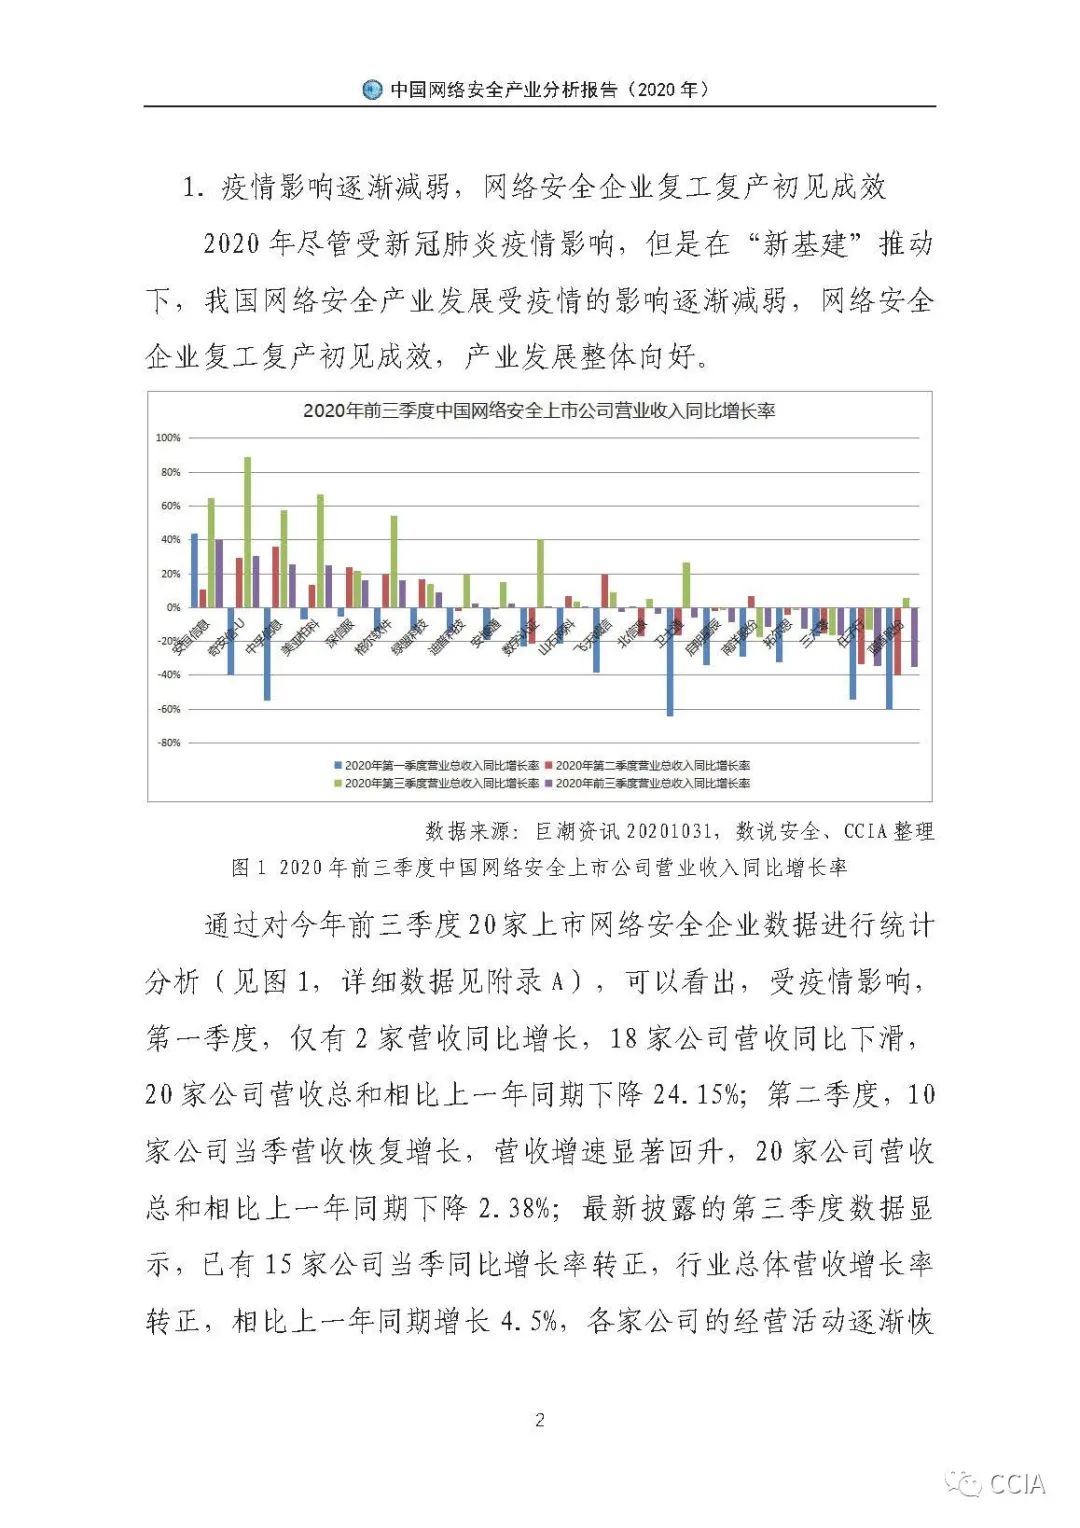 中国网络安全产业分析报告（2020 年）
1. 疫情影响逐渐减弱，网络安全企业复工复产初见成效
2020 年尽管受新冠肺炎疫情影响，但是在“新基建”推动
下，我国网络安全产业发展受疫情的影响逐渐减弱，网络安全
企业复工复产初见成效，产业发展整体向好。
2020年前三季度中国网络安全上市公司营业收入同比增长率
100%
80%
60%
40%
20%
0%
-20%
-40%
-60%
-80%
安恒信息
奇安信-U
中孚信息
美亚柏科
深信服
格尔软件
绿盟科技
迪普科技
安博通
数字认证
山石网科
飞天诚信
北信源
卫士通
启明星辰
南洋股份
拓尔思
三六零
任子行
蓝盾股份
2020年第一季度营业总收入同比增长率 2020年第二季度营业总收入同比增长率
2020年第三季度营业总收入同比增长率 2020年前三季度营业总收入同比增长率
数据来源：巨潮资讯 20201031，数说安全、CCIA 整理
图 1 2020 年前三季度中国网络安全上市公司营业收入同比增长率
通过对今年前三季度 20 家上市网络安全企业数据进行统计
分析（见图 1，详细数据见附录 A），可以看出，受疫情影响，
第一季度，仅有 2 家营收同比增长，18 家公司营收同比下滑，
20 家公司营收总和相比上一年同期下降 24.15%；第二季度，10
家公司当季营收恢复增长，营收增速显著回升，20 家公司营收
总和相比上一年同期下降 2.38%；最新披露的第三季度数据显
示，已有 15 家公司当季同比增长率转正，行业总体营收增长率
转正，相比上一年同期增长 4.5%，各家公司的经营活动逐渐恢
2
CCIA